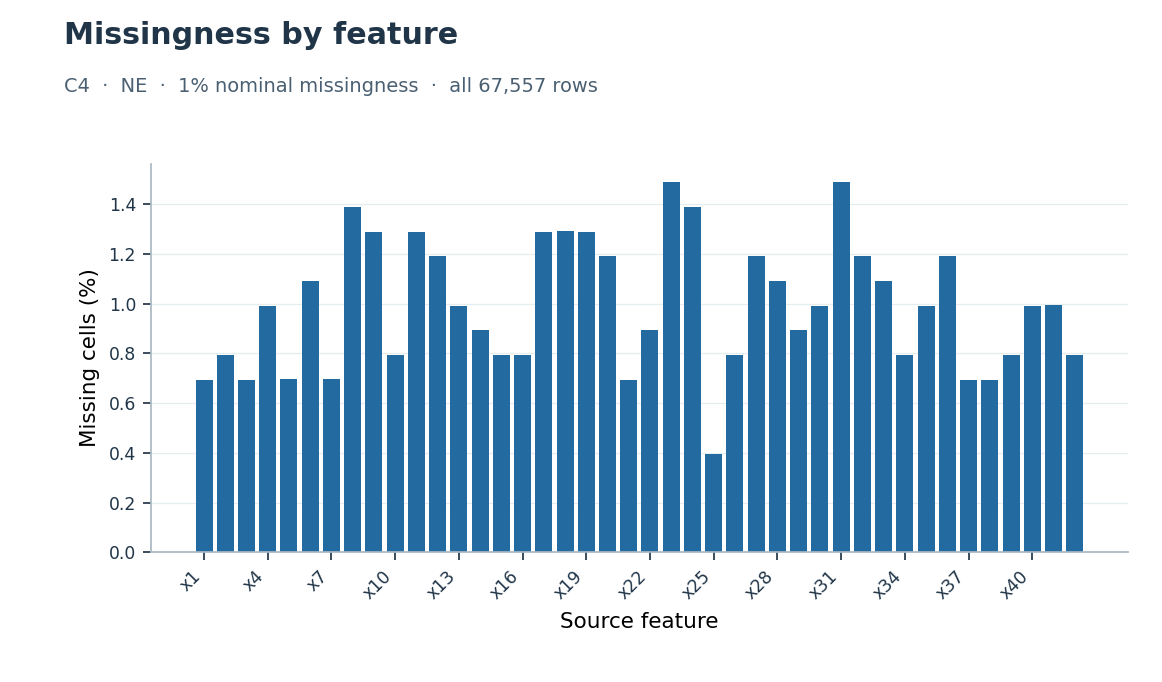 Missingness by feature
C4 · NE · 1% nominal missingness · all 67,557 rows
Missing cells (%)
1.4
1.2
1.0
0.8
0.6
0.4
0.2
0.0
x1 x4 x7 x10 x13 x16 x19 x22 x25 x28 x31 x34 x37 x40
Source feature